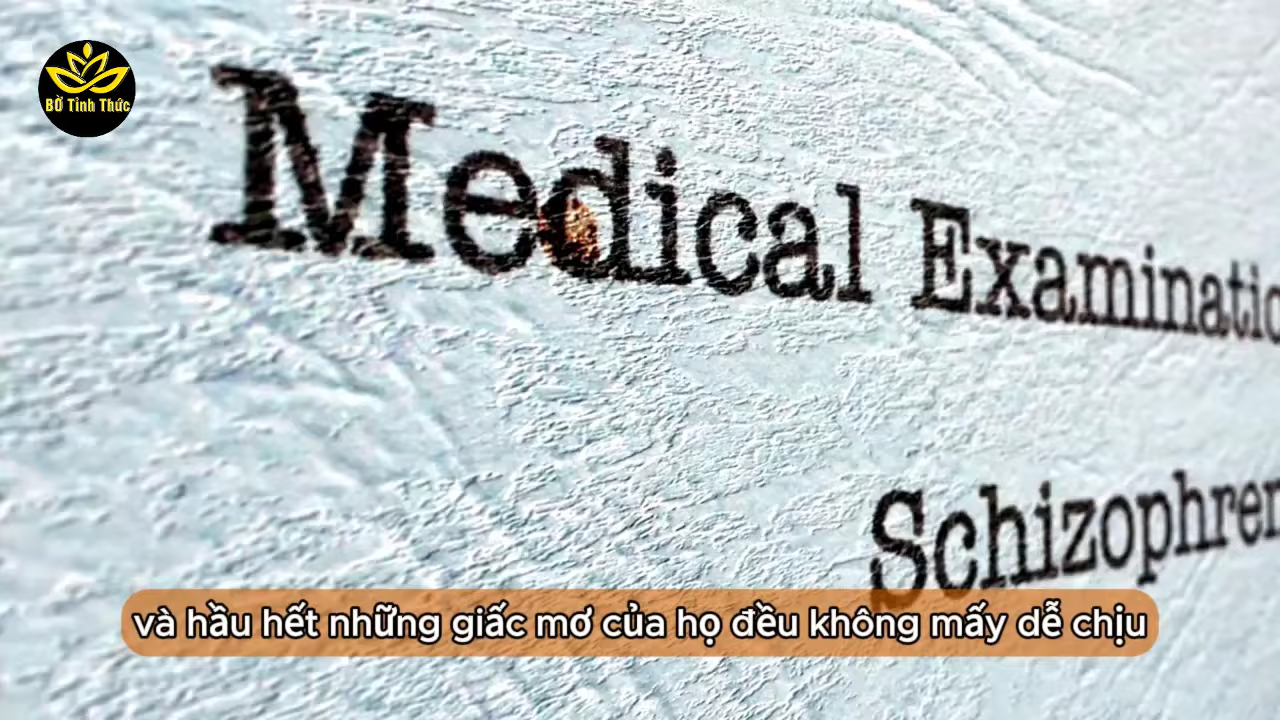 BỜ Tỉnh Thức
Medical Examinatio
Schizophren
và hầu hết những giấc mơ của họ đều không mấy dễ chịu